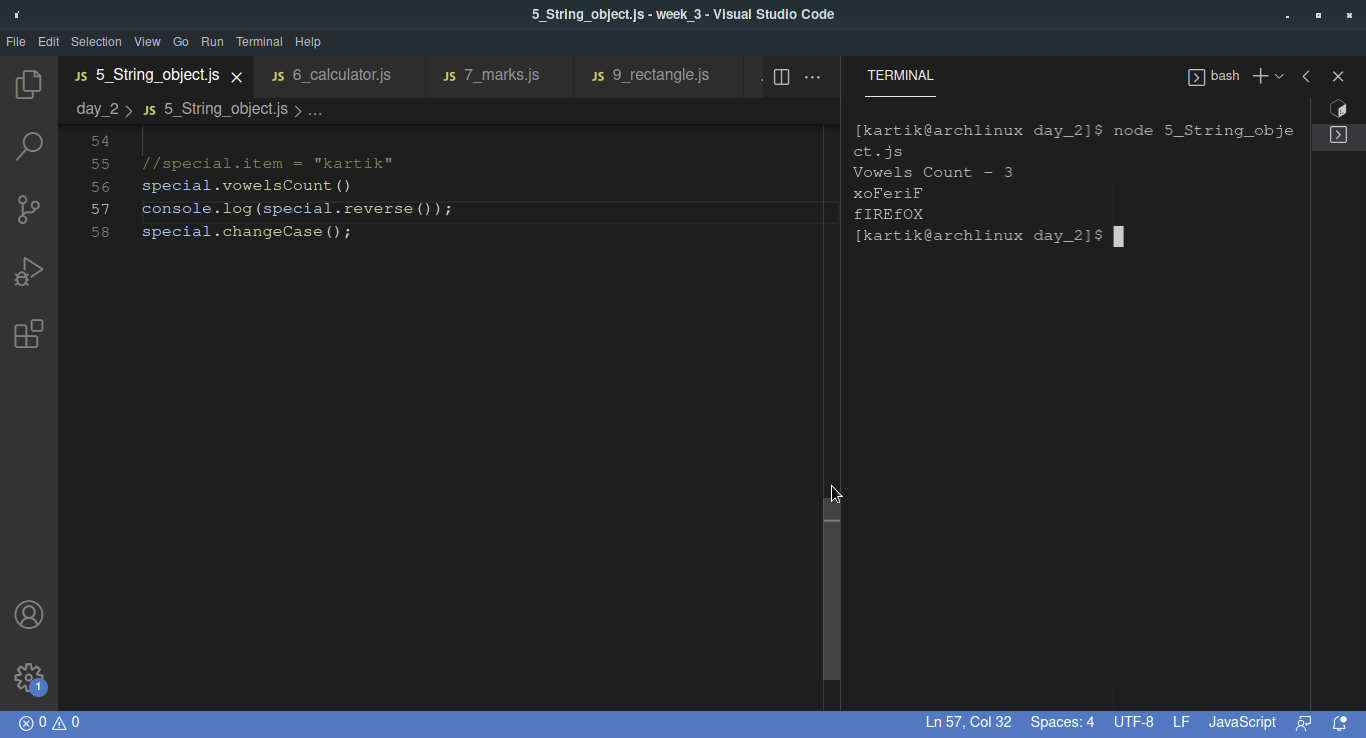 5_String_object.js - week_3 - Visual Studio Code
File Edit Selection View Go Run Terminal Help
JS 5_String_object.js JS 6_calculator.js JS 7_marks.js JS 9_rectangle.js ...
day_2 > JS 5_String_object.js > ...
54
55 //special.item = "kartik"
56 special.vowelsCount()
57 console.log(special.reverse());
58 special.changeCase();
TERMINAL
bash
[kartik@archlinux day_2]$ node 5_String_obje
ct.js
Vowels Count - 3
xoFeriF
fIREfOX
[kartik@archlinux day_2]$
1
0 0
Ln 57, Col 32 Spaces: 4 UTF-8 LF JavaScript